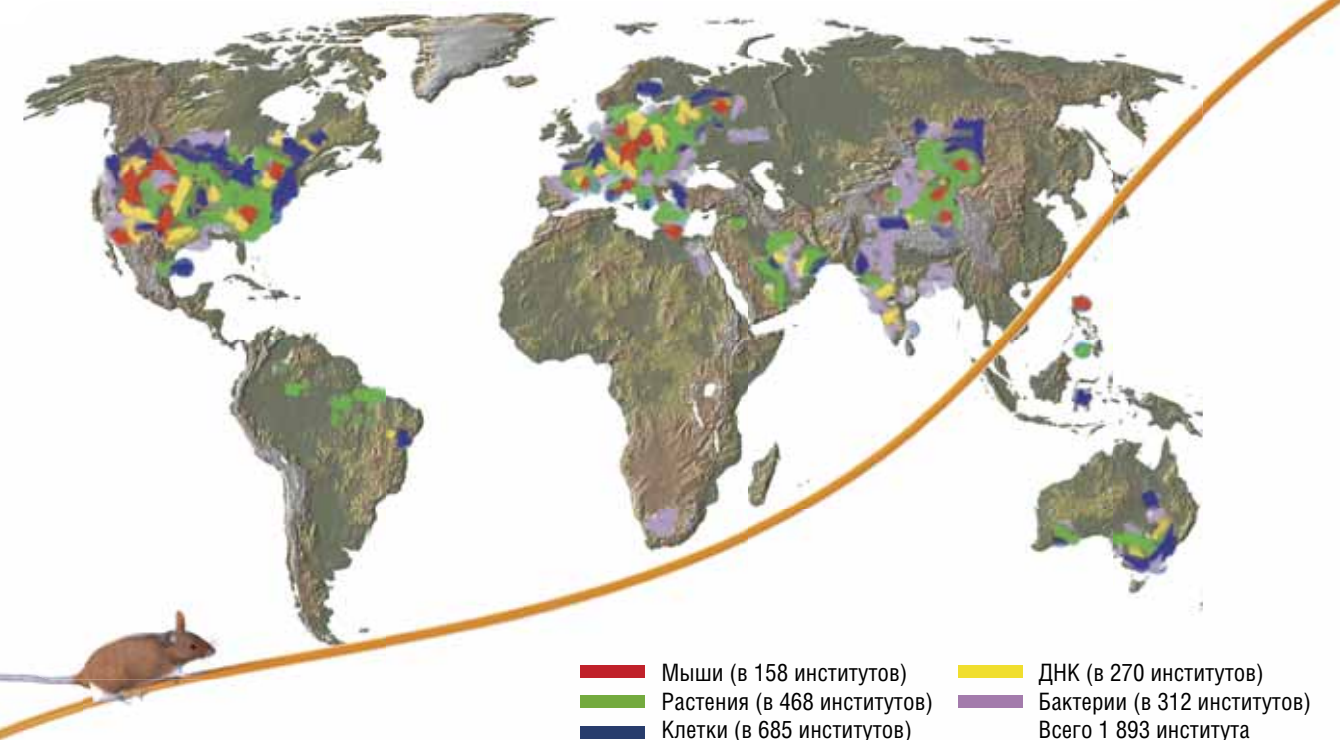 Мыши (в 158 институтов)
Растения (в 468 институтов)
Клетки (в 685 институтов)
ДНК (в 270 институтов)
Бактерии (в 312 институтов)
Всего 1 893 института